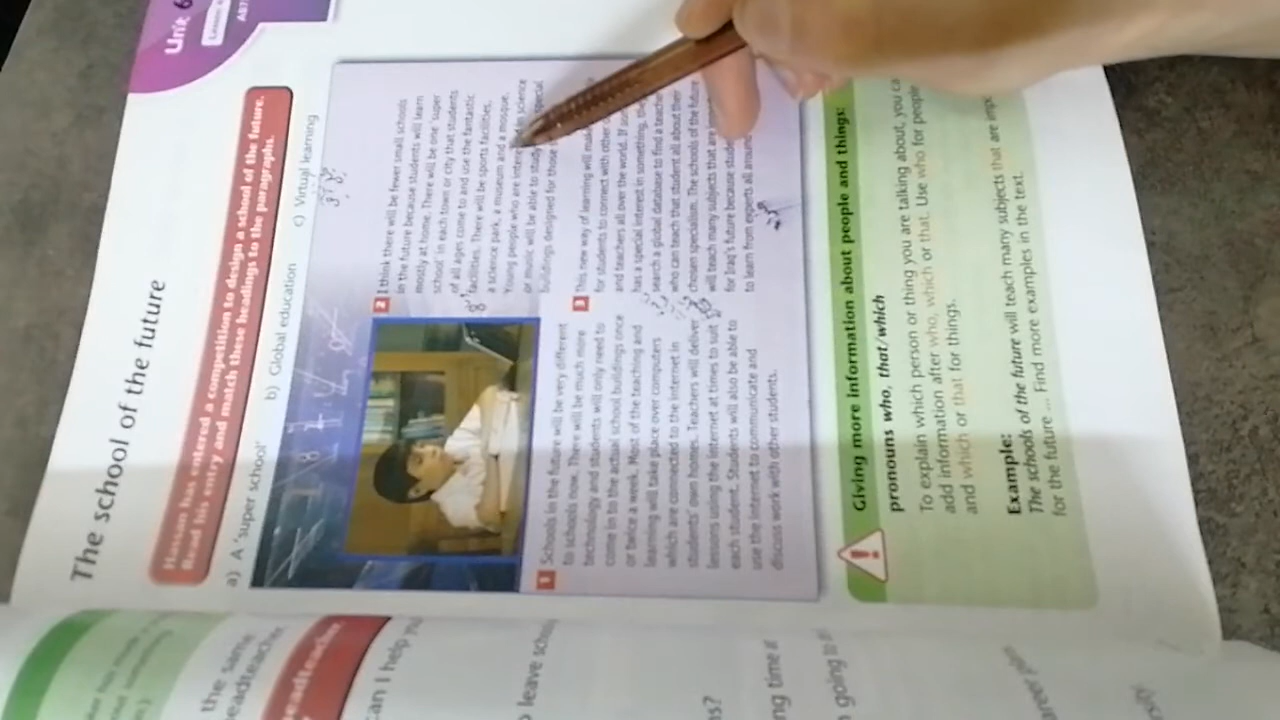 Unit 6
The school of the future
Hassan has entered a competition to design a school of the future.
Read his entry and match these headings to the paragraphs.
a) A 'super school'
b) Global education
c) Virtual learning
1 Schools in the future will be very different
to schools now. There will be much more
technology and students will only need to
come in to the actual school buildings once
or twice a week. Most of the teaching and
learning will take place over computers
which are connected to the internet in
students' own homes. Teachers will deliver
lessons using the internet at times to suit
each student. Students will also be able to
use the internet to communicate and
discuss work with other students.
2 I think there will be fewer small schools
in the future because students will learn
mostly at home. There will be one 'super
school' in each town or city that students
of all ages come to and use the fantastic
facilities. There will be sports facilities,
a science park, a museum and a mosque.
Young people who are science
or music will be able to study special
buildings designed for those
3 This new way of learning will
for students to connect with other
and teachers all over the world. If
has a special interest in something,
search a global database to find a teacher
who can teach that student all about their
chosen specialism. The schools of the future
will teach many subjects that are
for Iraq's future because
to learn from experts all around
Giving more information about people and things:
pronouns who, that/which
To explain which person or thing you are talking about, you
add information after who, which or that. Use who for people
and which or that for things.
Example:
The schools of the future will teach many subjects that are
for the future ... Find more examples in the text.
the same
headteacher
headteacher
can I help
leave
ng time
going to